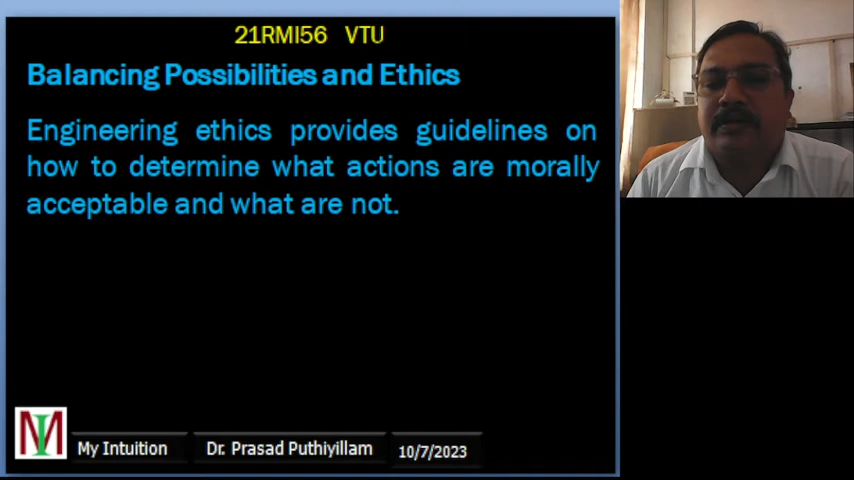 21RMI56 VTU
Balancing Possibilities and Ethics
Engineering ethics provides guidelines on
how to determine what actions are morally
acceptable and what are not.
MI
My Intuition
Dr. Prasad Puthiyillam
10/7/2023